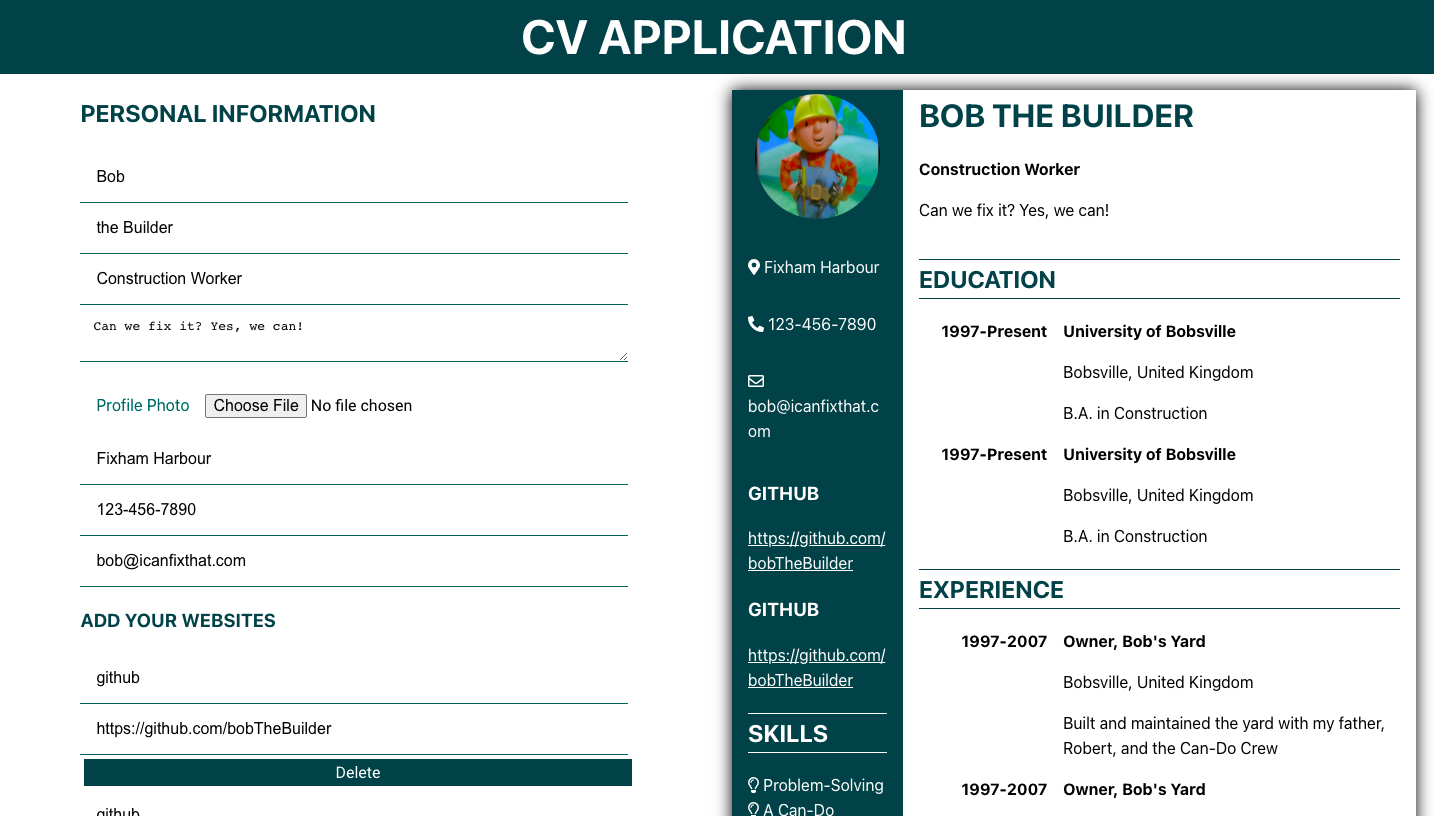 CV APPLICATION
PERSONAL INFORMATION
Bob
the Builder
Construction Worker
Can we fix it? Yes, we can!
Profile Photo Choose File No file chosen
Fixham Harbour
123-456-7890
bob@icanfixthat.com
ADD YOUR WEBSITES
github
https://github.com/bobTheBuilder
Delete
github
Fixham Harbour
123-456-7890
bob@icanfixthat.c
om
GITHUB
https://github.com/
bobTheBuilder
GITHUB
https://github.com/
bobTheBuilder
SKILLS
Problem-Solving
A Can-Do
BOB THE BUILDER
Construction Worker
Can we fix it? Yes, we can!
EDUCATION
1997-Present University of Bobsville
Bobsville, United Kingdom
B.A. in Construction
1997-Present University of Bobsville
Bobsville, United Kingdom
B.A. in Construction
EXPERIENCE
1997-2007 Owner, Bob's Yard
Bobsville, United Kingdom
Built and maintained the yard with my father,
Robert, and the Can-Do Crew
1997-2007 Owner, Bob's Yard